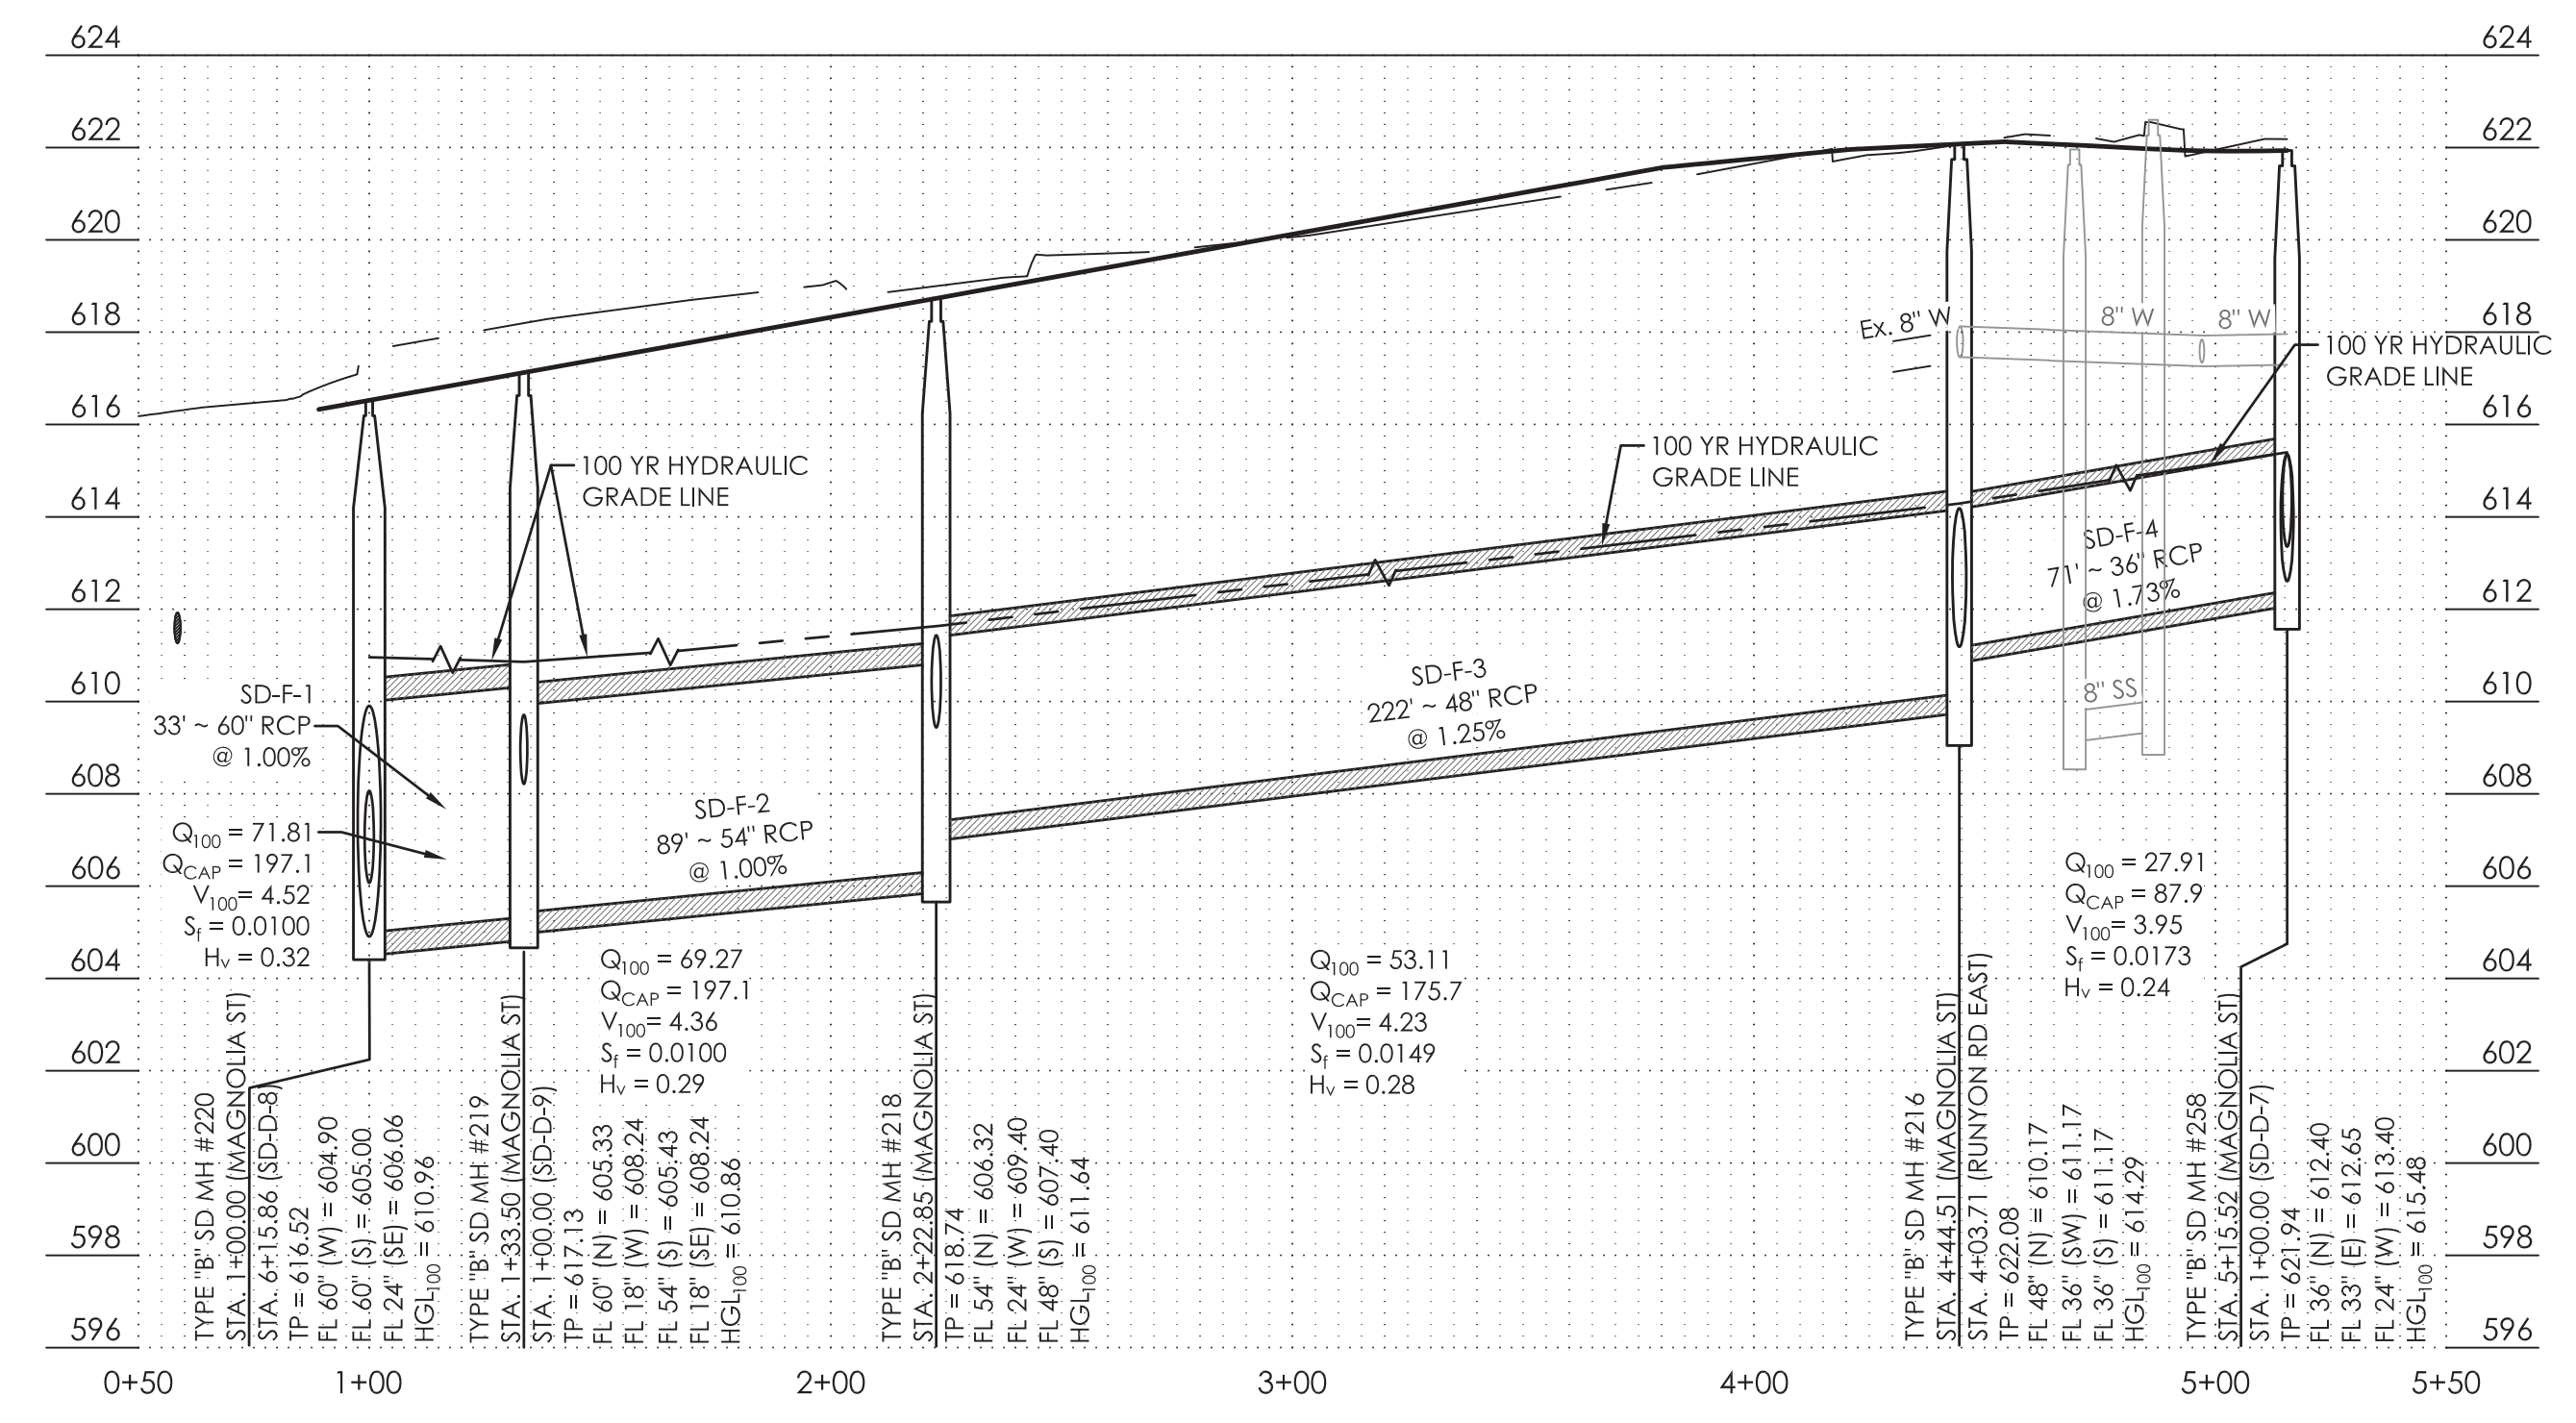 624
624
622
622
620
620
618
618
616
616
614
614
612
612
610
610
608
608
606
606
604
604
602
602
600
600
598
598
596
596
0+50
1+00
2+00
3+00
4+00
5+00
5+50
100 YR HYDRAULIC
GRADE LINE
100 YR HYDRAULIC
GRADE LINE
100 YR HYDRAULIC
GRADE LINE
Ex. 8" W
8" W
8" W
8" SS
SD-F-1
33' ~ 60" RCP
@ 1.00%
Q100 = 71.81
QCAP = 197.1
V100= 4.52
Sf = 0.0100
Hv = 0.32
SD-F-2
89' ~ 54" RCP
@ 1.00%
Q100 = 69.27
QCAP = 197.1
V100= 4.36
Sf = 0.0100
Hv = 0.29
SD-F-3
222' ~ 48" RCP
@ 1.25%
Q100 = 53.11
QCAP = 175.7
V100= 4.23
Sf = 0.0149
Hv = 0.28
SD-F-4
71' ~ 36" RCP
@ 1.73%
Q100 = 27.91
QCAP = 87.9
V100= 3.95
Sf = 0.0173
Hv = 0.24
TYPE "B" SD MH #220
STA. 1+00.00 (MAGNOLIA ST)
STA. 6+15.86 (SD-D-8)
TP = 616.52
FL 60" (W) = 604.90
FL 60" (S) = 605.00
FL 24" (SE) = 606.06
HGL100 = 610.96
TYPE "B" SD MH #219
STA. 1+33.50 (MAGNOLIA ST)
STA. 1+00.00 (SD-D-9)
TP = 617.13
FL 60" (N) = 605.33
FL 18" (W) = 608.24
FL 54" (S) = 605.43
FL 18" (SE) = 608.24
HGL100 = 610.86
TYPE "B" SD MH #218
STA. 2+22.85 (MAGNOLIA ST)
TP = 618.74
FL 54" (N) = 606.32
FL 24" (W) = 609.40
FL 48" (S) = 607.40
HGL100 = 611.64
TYPE "B" SD MH #216
STA. 4+44.51 (MAGNOLIA ST)
STA. 4+03.71 (RUNYON RD EAST)
TP = 622.08
FL 48" (N) = 610.17
FL 36" (SW) = 611.17
FL 36" (S) = 611.17
HGL100 = 614.29
TYPE "B" SD MH #258
STA. 5+15.52 (MAGNOLIA ST)
STA. 1+00.00 (SD-D-7)
TP = 621.94
FL 36" (N) = 612.40
FL 33" (E) = 612.65
FL 24" (W) = 613.40
HGL100 = 615.48